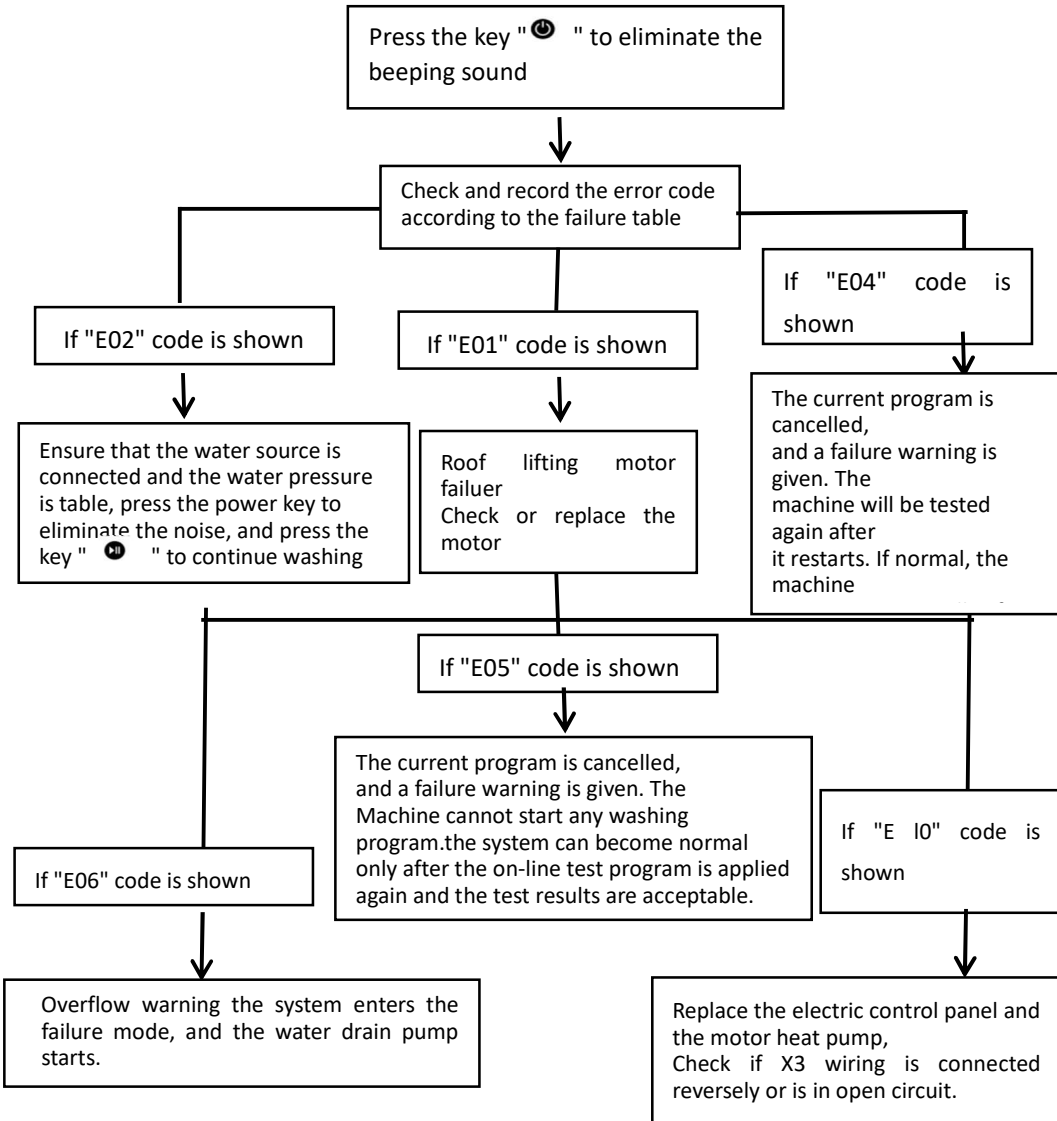 Press the key " " to eliminate the
beeping sound
Check and record the error code
according to the failure table
If "E04" code is
shown
If "E02" code is shown
If "E01" code is shown
Ensure that the water source is
connected and the water pressure
is table, press the power key to
eliminate the noise, and press the
key " " to continue washing
Roof lifting motor
failuer
Check or replace the
motor
The current program is
cancelled,
and a failure warning is
given. The
machine will be tested
again after
it restarts. If normal, the
machine
If "E05" code is shown
The current program is cancelled,
and a failure warning is given. The
Machine cannot start any washing
program.the system can become normal
only after the on-line test program is applied
again and the test results are acceptable.
If "E06" code is shown
If "E l0" code is
shown
Overflow warning the system enters the
failure mode, and the water drain pump
starts.
Replace the electric control panel and
the motor heat pump,
Check if X3 wiring is connected
reversely or is in open circuit.